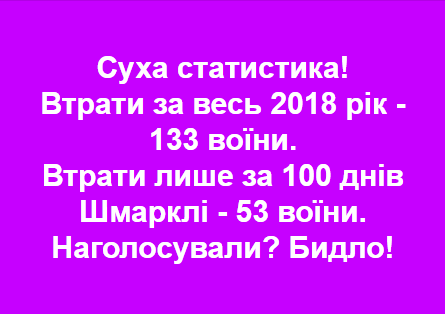 Суха статистика!
Втрати за весь 2018 рік -
133 воїни.
Втрати лише за 100 днів
Шмарклі - 53 воїни.
Наголосували? Бидло!